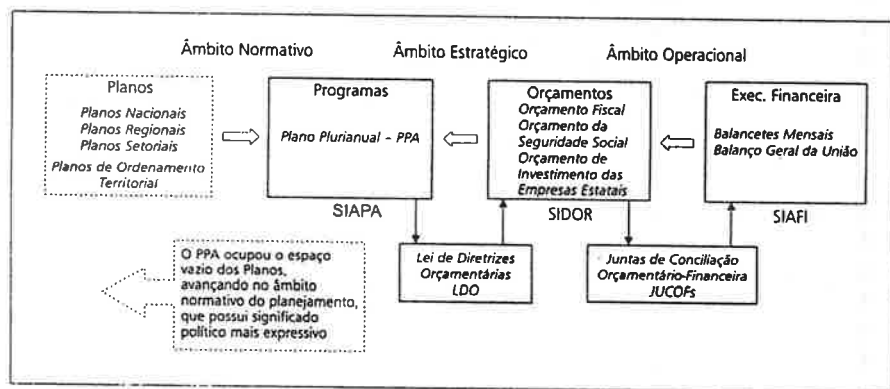 Âmbito Normativo
Âmbito Estratégico
Âmbito Operacional
Planos
Planos Nacionais
Planos Regionais
Planos Setoriais
Planos de Ordenamento
Territorial
Programas
Plano Plurianual – PPA
SIAPA
Orçamentos
Orçamento Fiscal
Orçamento da
Seguridade Social
Orçamento de
Investimento das
Empresas Estatais
SIDOR
Exec. Financeira
Balancetes Mensais
Balanço Geral da União
SIAFI
O PPA ocupou o espaço
vazio dos Planos,
avançando no âmbito
normativo do planejamento,
que possui significado
político mais expressivo
Lei de Diretrizes
Orçamentárias
LDO
Juntas de Conciliação
Orçamentário-Financeira
JUCOFs